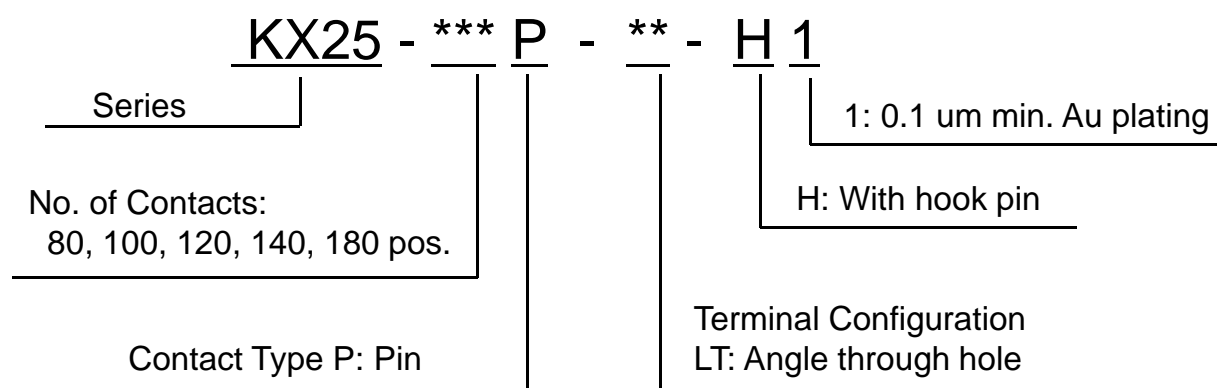 KX25 - *** P - ** - H 1
Series
1: 0.1 um min. Au plating
No. of Contacts:
80, 100, 120, 140, 180 pos.
H: With hook pin
Contact Type P: Pin
Terminal Configuration
LT: Angle through hole